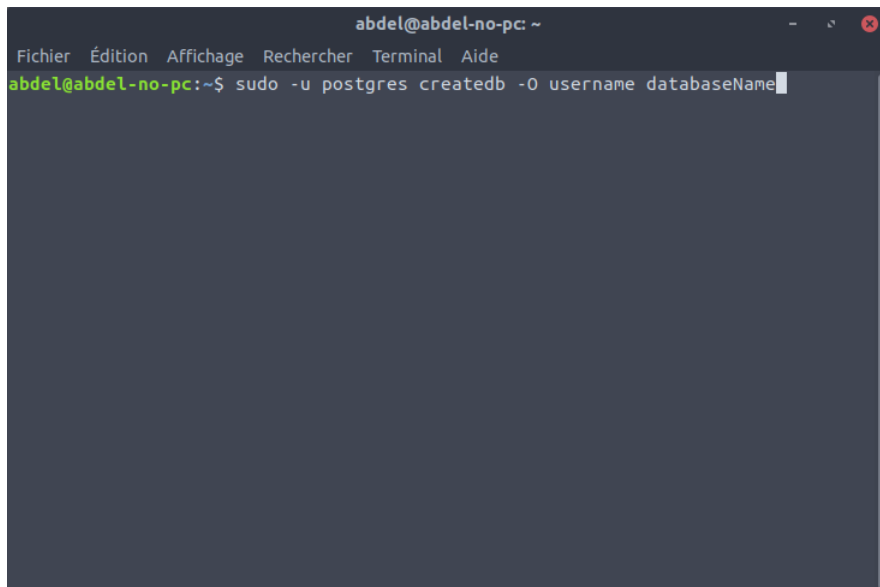 abdel@abdel-no-pc: ~
Fichier Édition Affichage Rechercher Terminal Aide
abdel@abdel-no-pc:~$ sudo -u postgres createdb -O username databaseName